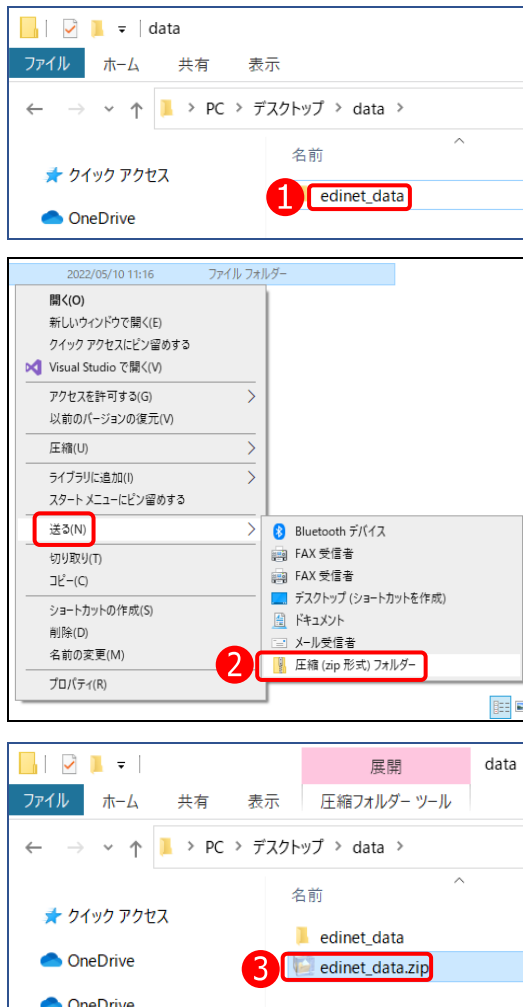 data
ファイル ホーム 共有 表示
PC > デスクトップ > data >
名前
クイック アクセス
1 edinet_data
OneDrive
2022/05/10 11:16 ファイル フォルダー
開く(O)
新しいウィンドウで開く(E)
クイック アクセスにピン留めする
Visual Studio で開く(V)
アクセスを許可する(G)
以前のバージョンの復元(V)
圧縮(U)
ライブラリに追加(I)
スタート メニューにピン留めする
送る(N)
Bluetooth デバイス
FAX 受信者
FAX 受信者
デスクトップ (ショートカットを作成)
ドキュメント
メール受信者
2 圧縮 (zip 形式) フォルダー
切り取り(T)
コピー(C)
ショートカットの作成(S)
削除(D)
名前の変更(M)
プロパティ(R)
展開 data
ファイル ホーム 共有 表示 圧縮フォルダー ツール
PC > デスクトップ > data >
名前
クイック アクセス
edinet_data
OneDrive
3 edinet_data.zip
OneDrive